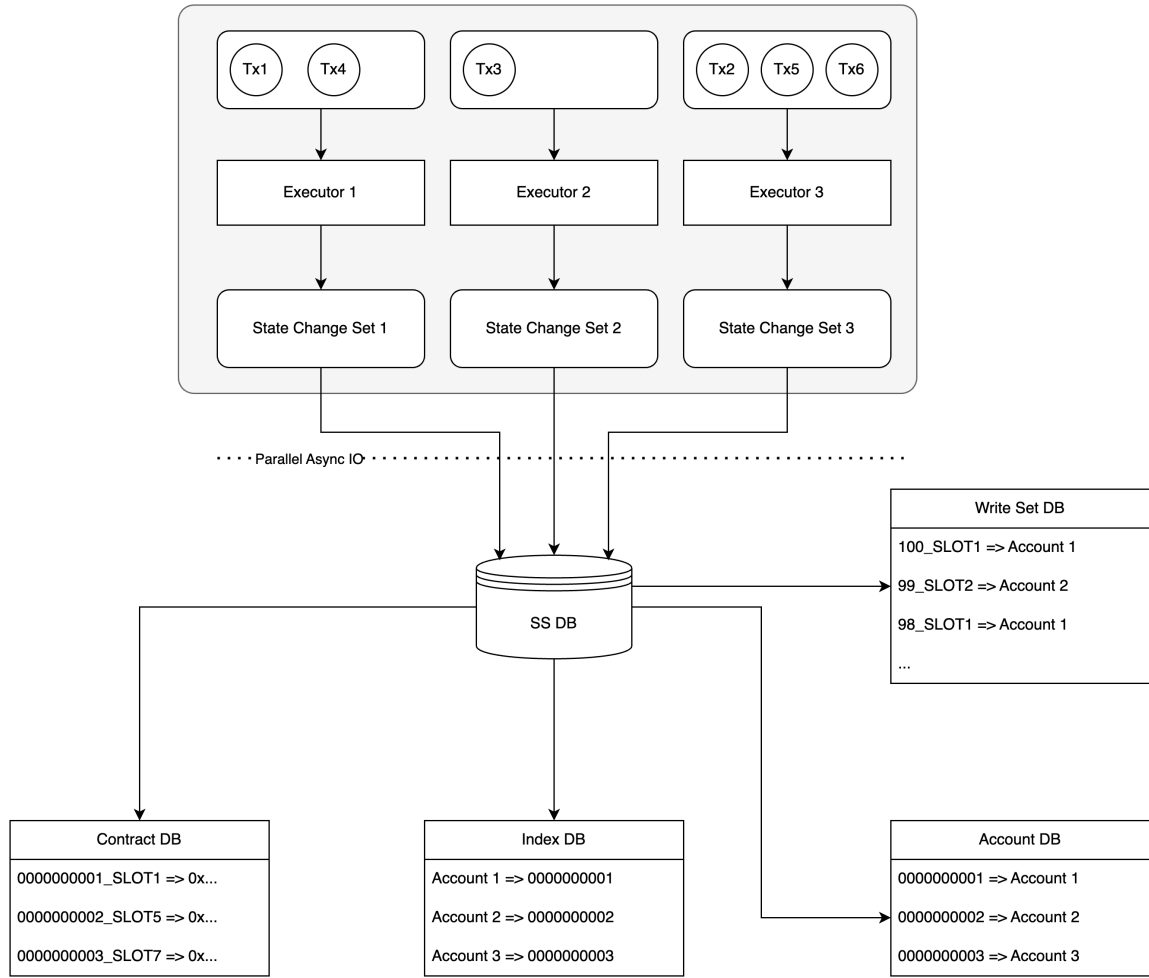 Tx1
Tx4
Tx3
Tx2
Tx5
Tx6
Executor 1
Executor 2
Executor 3
State Change Set 1
State Change Set 2
State Change Set 3
Parallel Async IO
Write Set DB
100_SLOT1 => Account 1
99_SLOT2 => Account 2
98_SLOT1 => Account 1
...
SS DB
Contract DB
0000000001_SLOT1 => 0x...
0000000002_SLOT5 => 0x...
0000000003_SLOT7 => 0x...
Index DB
Account 1 => 0000000001
Account 2 => 0000000002
Account 3 => 0000000003
Account DB
0000000001 => Account 1
0000000002 => Account 2
0000000003 => Account 3